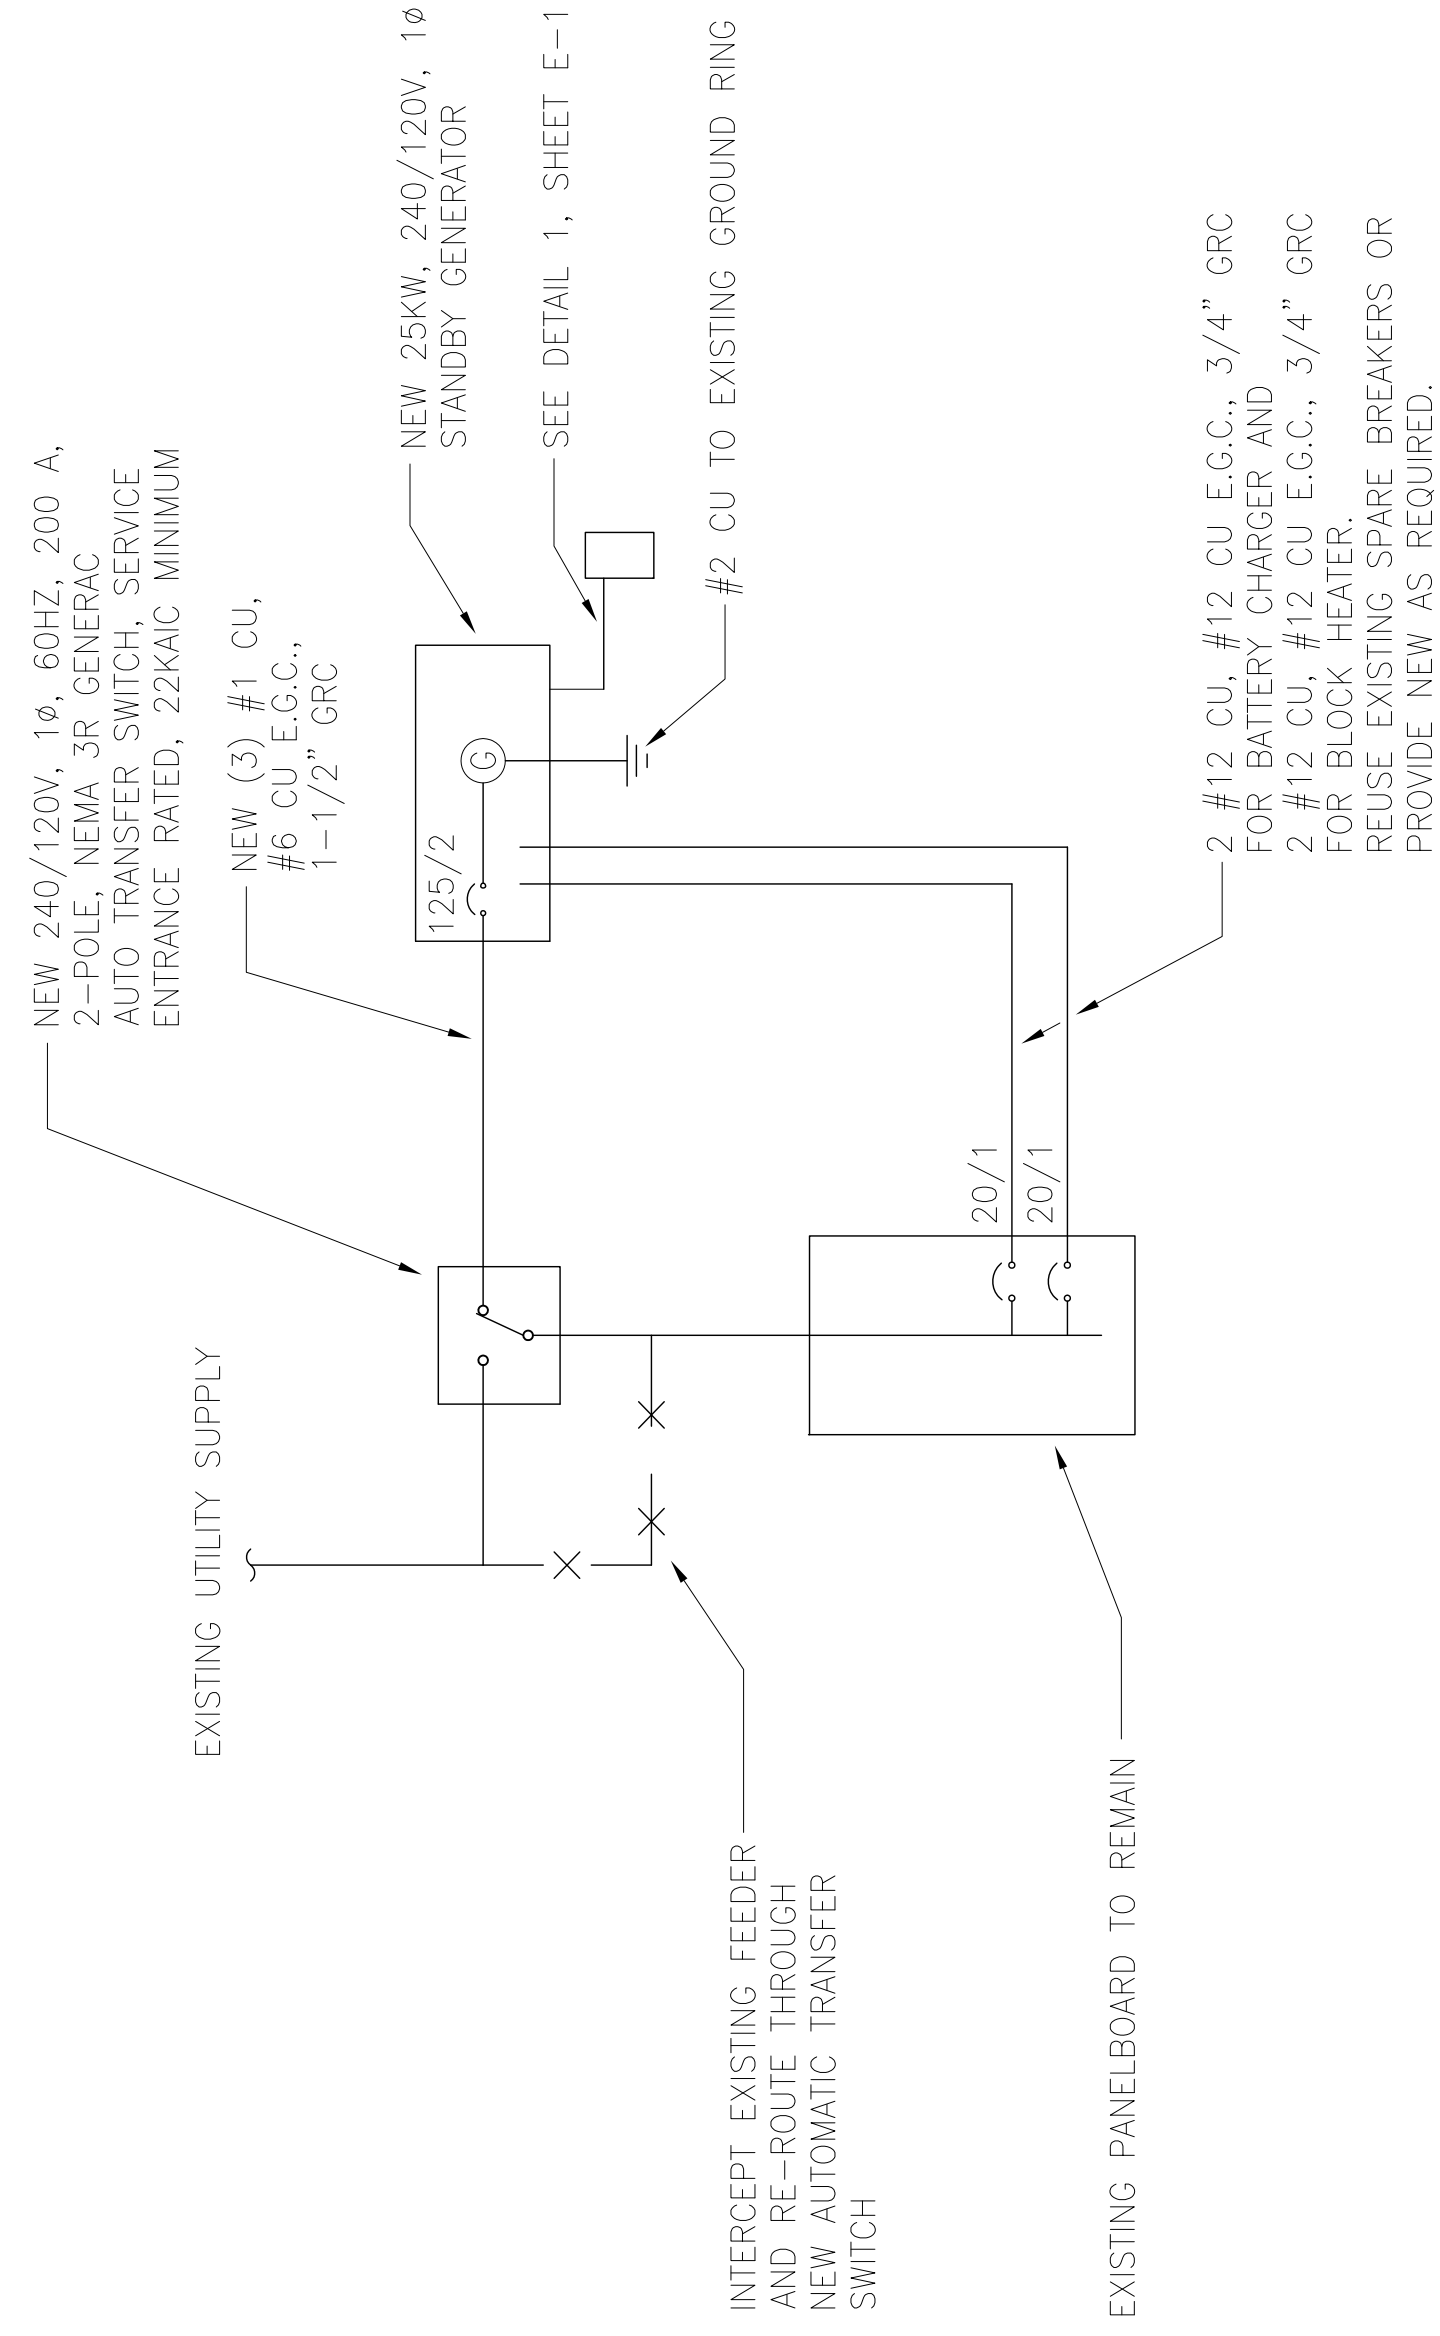 EXISTING UTILITY SUPPLY
NEW 240/120V, 1ø, 60HZ, 200 A,
2-POLE, NEMA 3R GENERAC
AUTO TRANSFER SWITCH, SERVICE
ENTRANCE RATED, 22KAIC MINIMUM
NEW (3) #1 CU,
#6 CU E.G.C.,
1-1/2" GRC
NEW 25KW, 240/120V, 1ø
STANDBY GENERATOR
SEE DETAIL 1, SHEET E-1
#2 CU TO EXISTING GROUND RING
125/2
G
INTERCEPT EXISTING FEEDER
AND RE-ROUTE THROUGH
NEW AUTOMATIC TRANSFER
SWITCH
20/1
20/1
EXISTING PANELBOARD TO REMAIN
2 #12 CU, #12 CU E.G.C., 3/4" GRC
FOR BATTERY CHARGER AND
2 #12 CU, #12 CU E.G.C., 3/4" GRC
FOR BLOCK HEATER.
REUSE EXISTING SPARE BREAKERS OR
PROVIDE NEW AS REQUIRED.